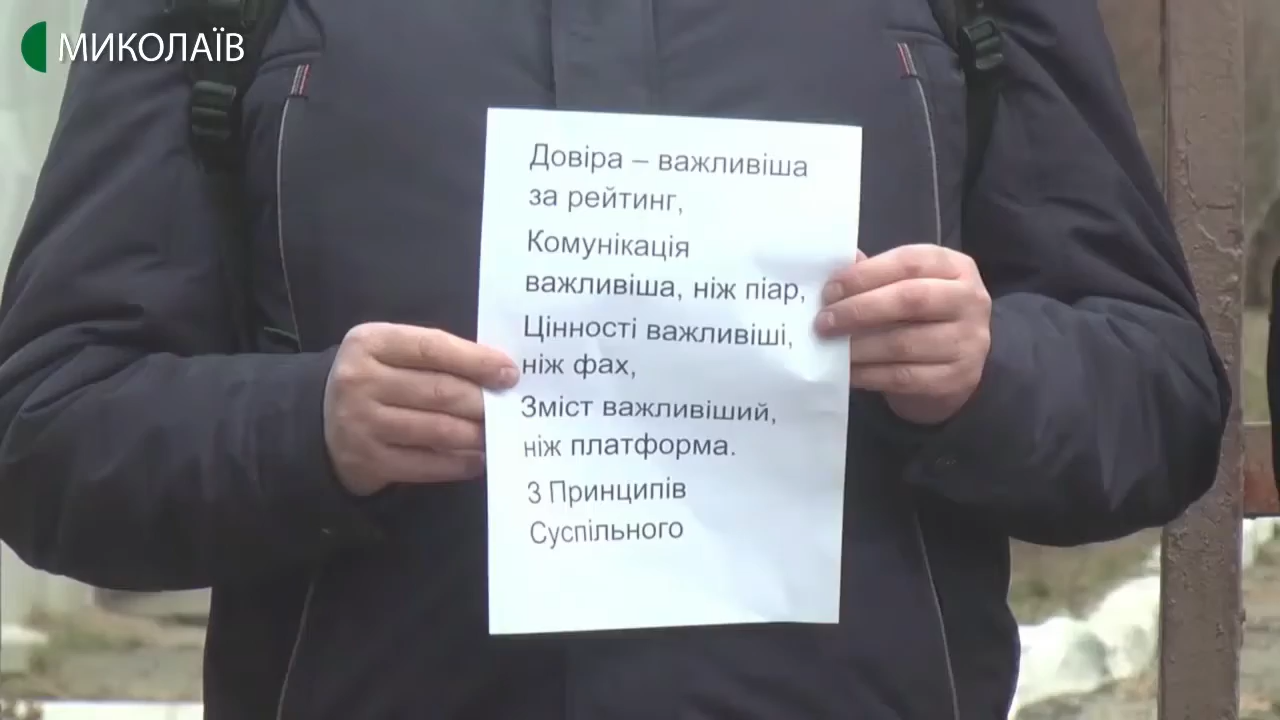 МИКОЛАЇВ
Довіра – важливіша
за рейтинг,
Комунікація
важливіша, ніж піар,
Цінності важливіші,
ніж фах,
Зміст важливіший,
ніж платформа.
З Принципів
Суспільного